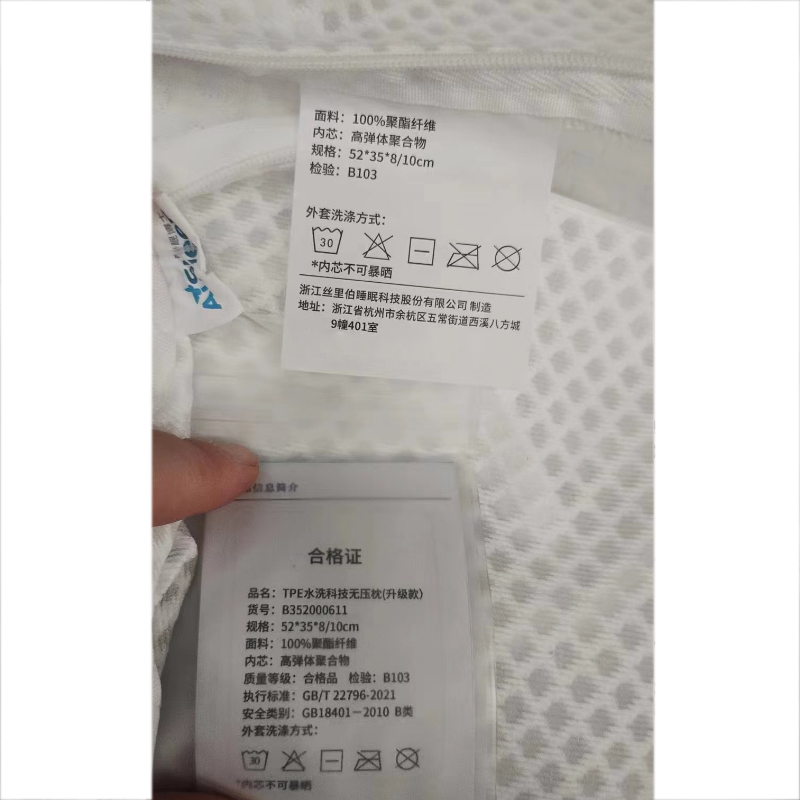 面料：100%聚酯纤维
内芯：高弹体聚合物
规格：52*35*8/10cm
检验：B103
外套洗涤方式：
30
*内芯不可暴晒
浙江丝里伯睡眠科技股份有限公司 制造
地址：浙江省杭州市余杭区五常街道西溪八方城
9幢401室
信息简介
合格证
品名：TPE水洗科技无压枕(升级款)
货号：B352000611
规格：52*35*8/10cm
面料：100%聚酯纤维
内芯：高弹体聚合物
质量等级：合格品 检验：B103
执行标准：GB/T 22796-2021
安全类别：GB18401－2010 B类
外套洗涤方式：
30
*内芯不可暴晒